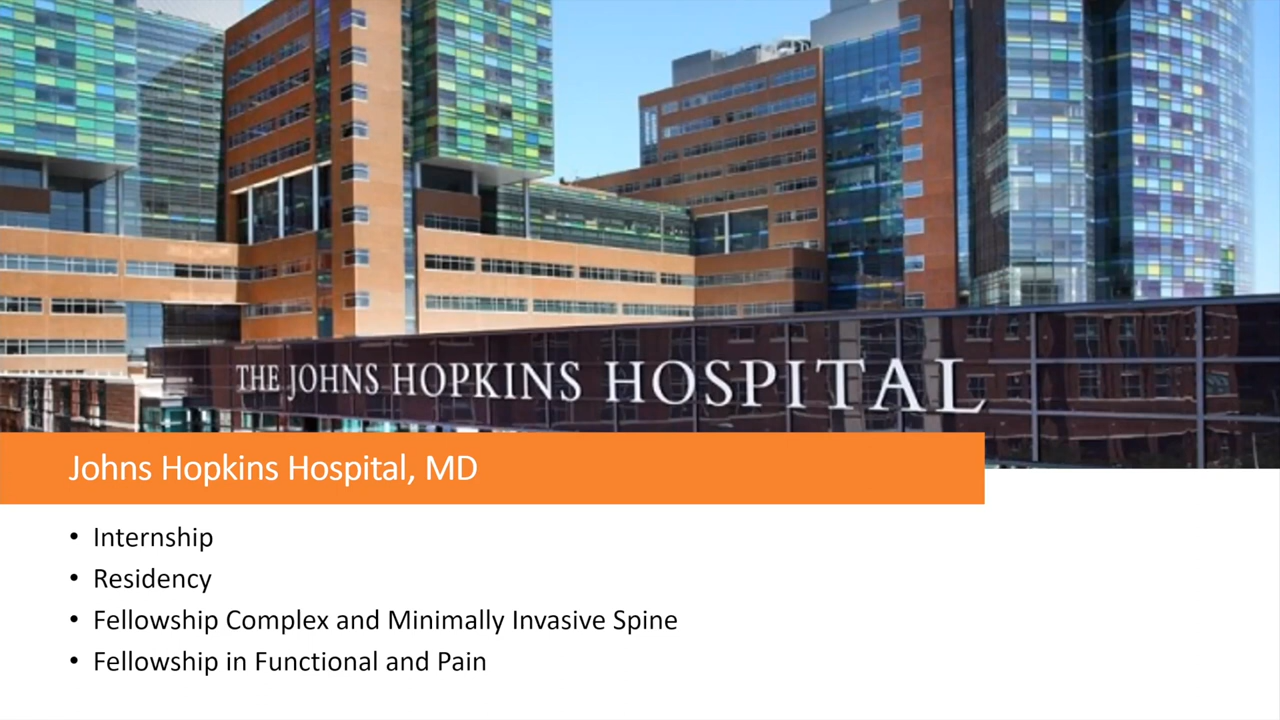 THE JOHNS HOPKINS HOSPITAL
Johns Hopkins Hospital, MD
• Internship
• Residency
• Fellowship Complex and Minimally Invasive Spine
• Fellowship in Functional and Pain